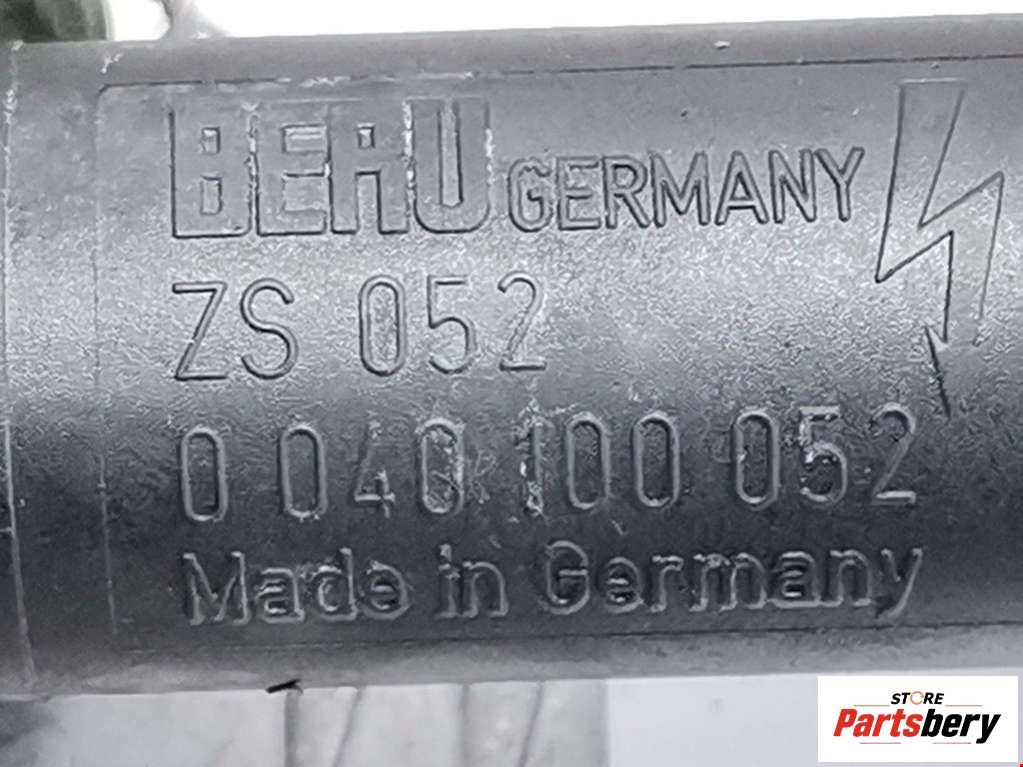 BERU GERMANY
ZS 052
0 040 100 052
Made in Germany
STORE
Partsbery